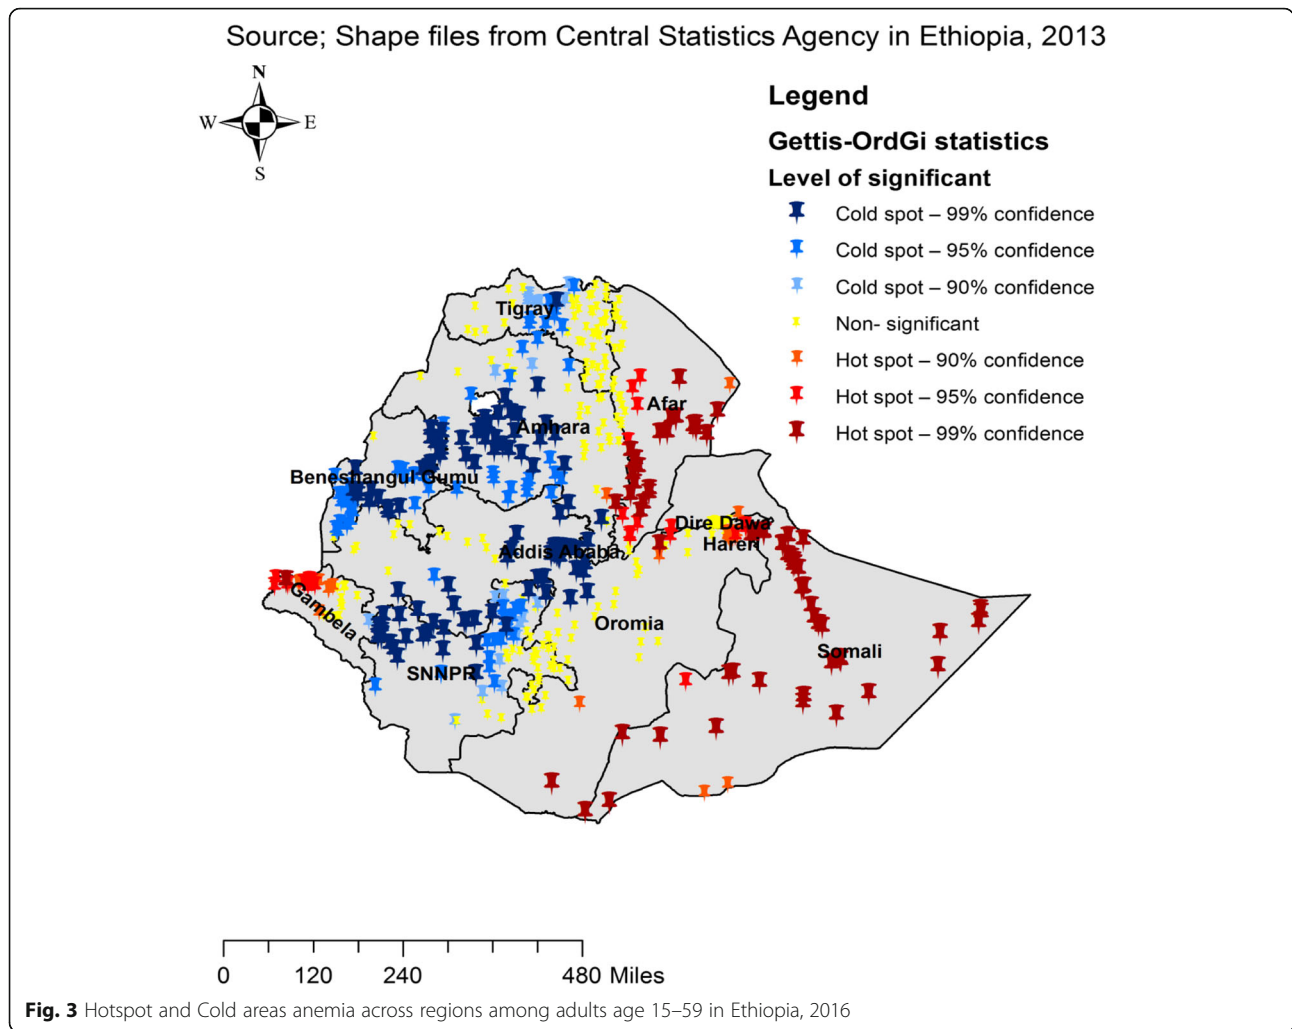 Source; Shape files from Central Statistics Agency in Ethiopia, 2013
N
W E
S
Legend
Gettis-OrdGi statistics
Level of significant
Cold spot – 99% confidence
Cold spot – 95% confidence
Cold spot – 90% confidence
Non- significant
Hot spot – 90% confidence
Hot spot – 95% confidence
Hot spot – 99% confidence
Tigray
Afar
Amhara
Beneshangul Gumu
Dire Dawa
Hareri
Addis Ababa
Gambela
Oromia
Somali
SNNPR
0 120 240 480 Miles
Fig. 3 Hotspot and Cold areas anemia across regions among adults age 15–59 in Ethiopia, 2016